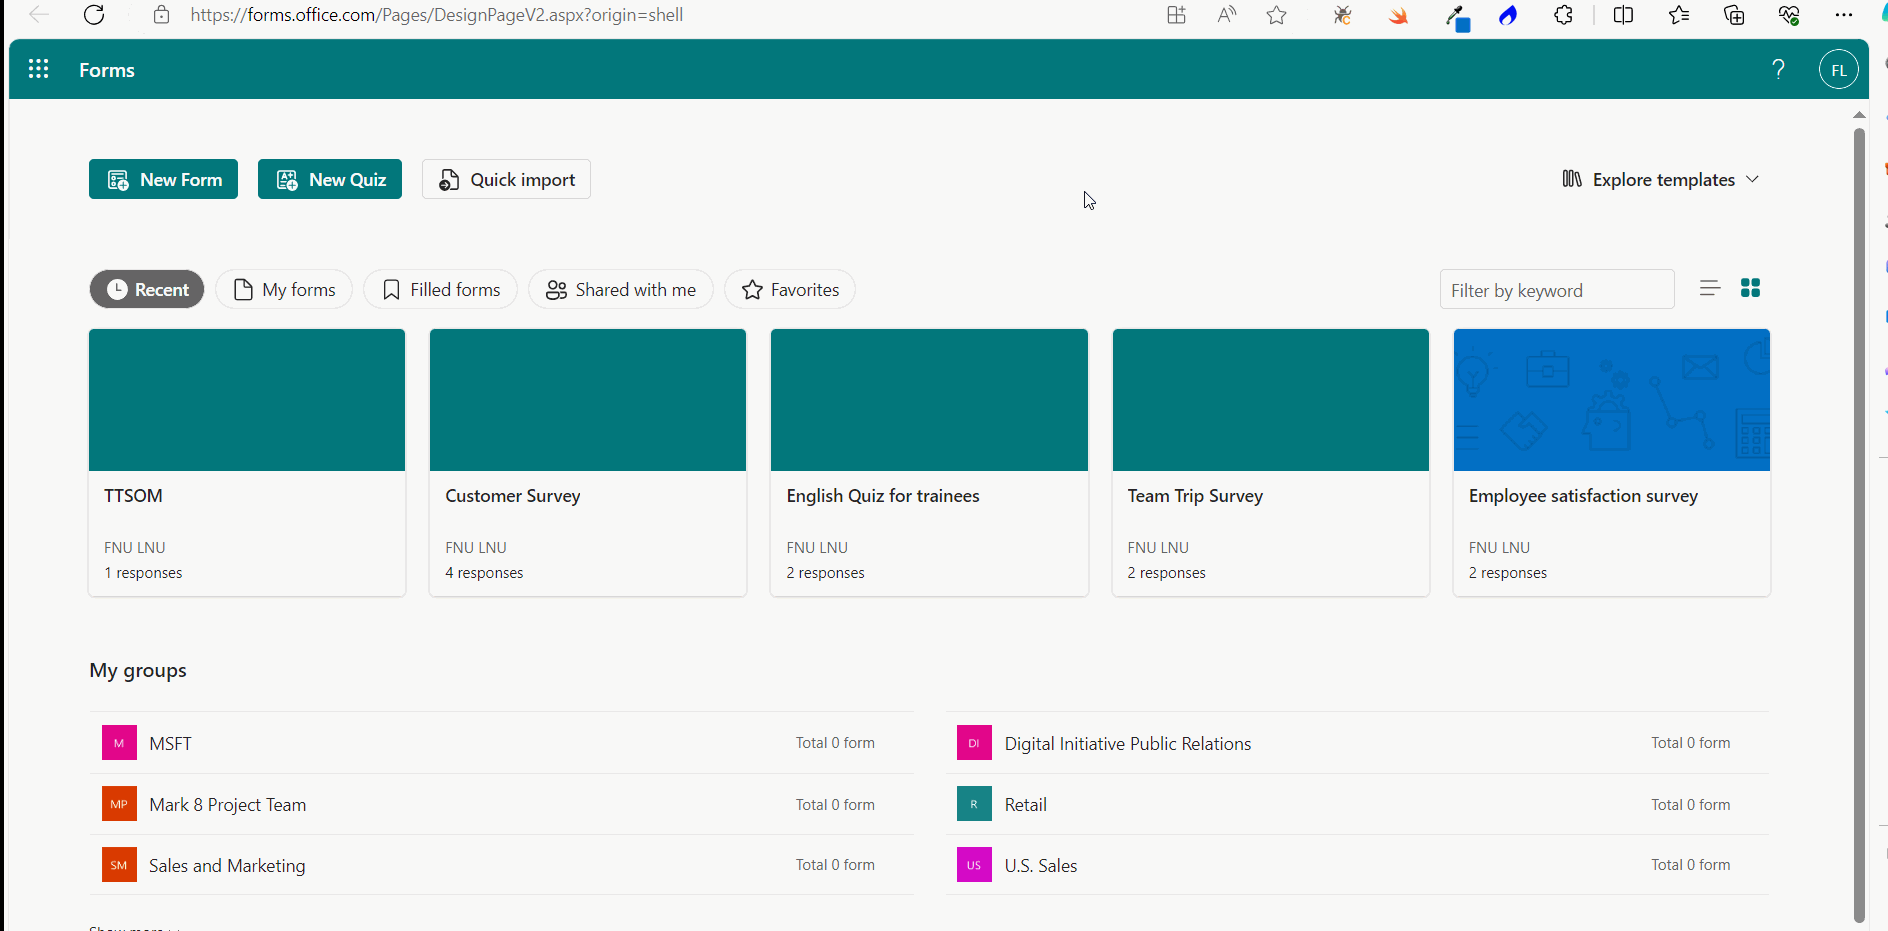 https://forms.office.com/Pages/DesignPageV2.aspx?origin=shell
Forms
? FL
New Form New Quiz Quick import Explore templates
Recent My forms Filled forms Shared with me Favorites Filter by keyword
TTSOM
FNU LNU
1 responses
Customer Survey
FNU LNU
4 responses
English Quiz for trainees
FNU LNU
2 responses
Team Trip Survey
FNU LNU
2 responses
Employee satisfaction survey
FNU LNU
2 responses
My groups
M MSFT Total 0 form
DI Digital Initiative Public Relations Total 0 form
MP Mark 8 Project Team Total 0 form
R Retail Total 0 form
SM Sales and Marketing Total 0 form
US U.S. Sales Total 0 form
Show more